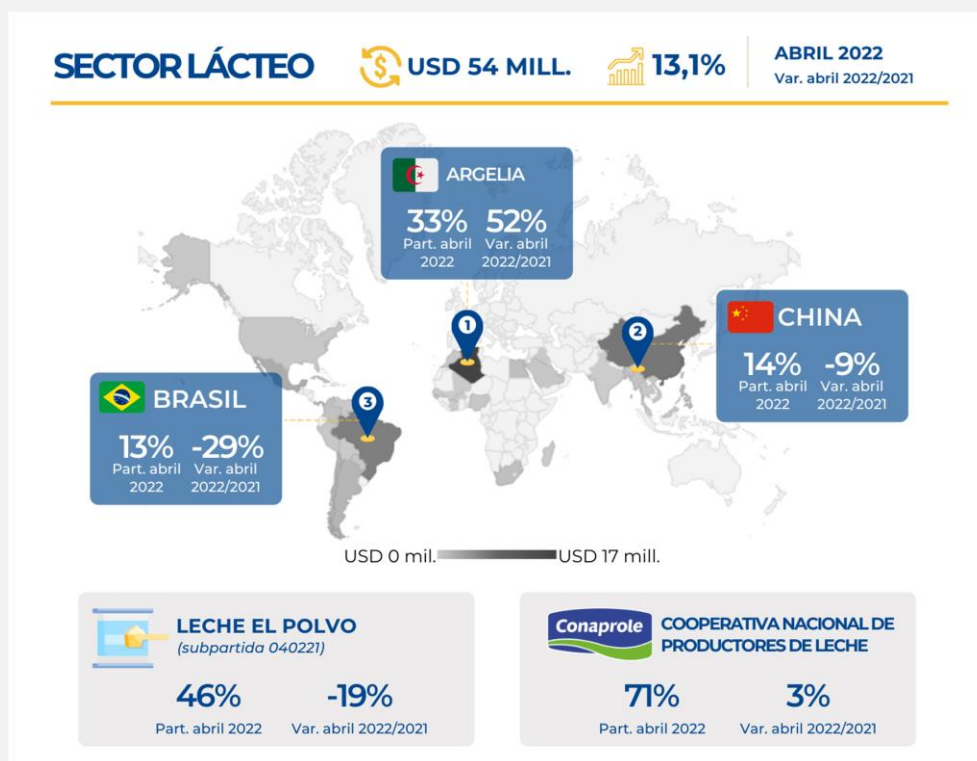 SECTOR LÁCTEO
USD 54 MILL.
13,1%
ABRIL 2022
Var. abril 2022/2021
ARGELIA
33% 52%
Part. abril Var. abril
2022 2022/2021
1
CHINA
2
14% -9%
Part. abril Var. abril
2022 2022/2021
BRASIL
3
13% -29%
Part. abril Var. abril
2022 2022/2021
USD 0 mil. USD 17 mill.
LECHE EL POLVO
(subpartida 040221)
46% -19%
Part. abril 2022 Var. abril 2022/2021
Conaprole
COOPERATIVA NACIONAL DE
PRODUCTORES DE LECHE
71% 3%
Part. abril 2022 Var. abril 2022/2021